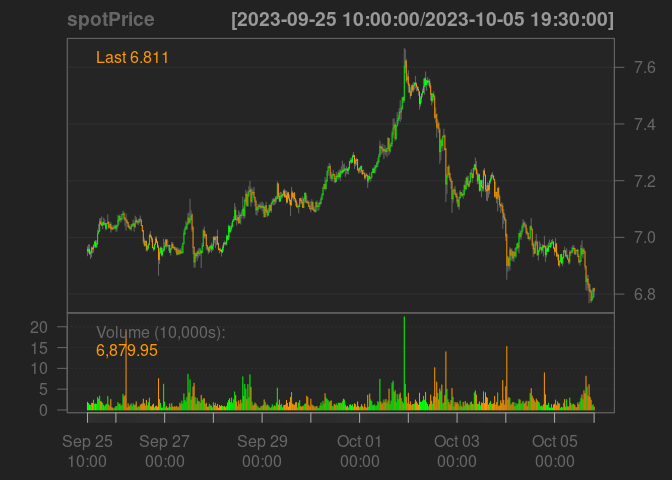 spotPrice [2023-09-25 10:00:00/2023-10-05 19:30:00]
Last 6.811
7.6
7.4
7.2
7.0
6.8
Volume (10,000s):
6,879.95
20
15
10
5
0
Sep 25 Sep 27 Sep 29 Oct 01 Oct 03 Oct 05
10:00 00:00 00:00 00:00 00:00 00:00